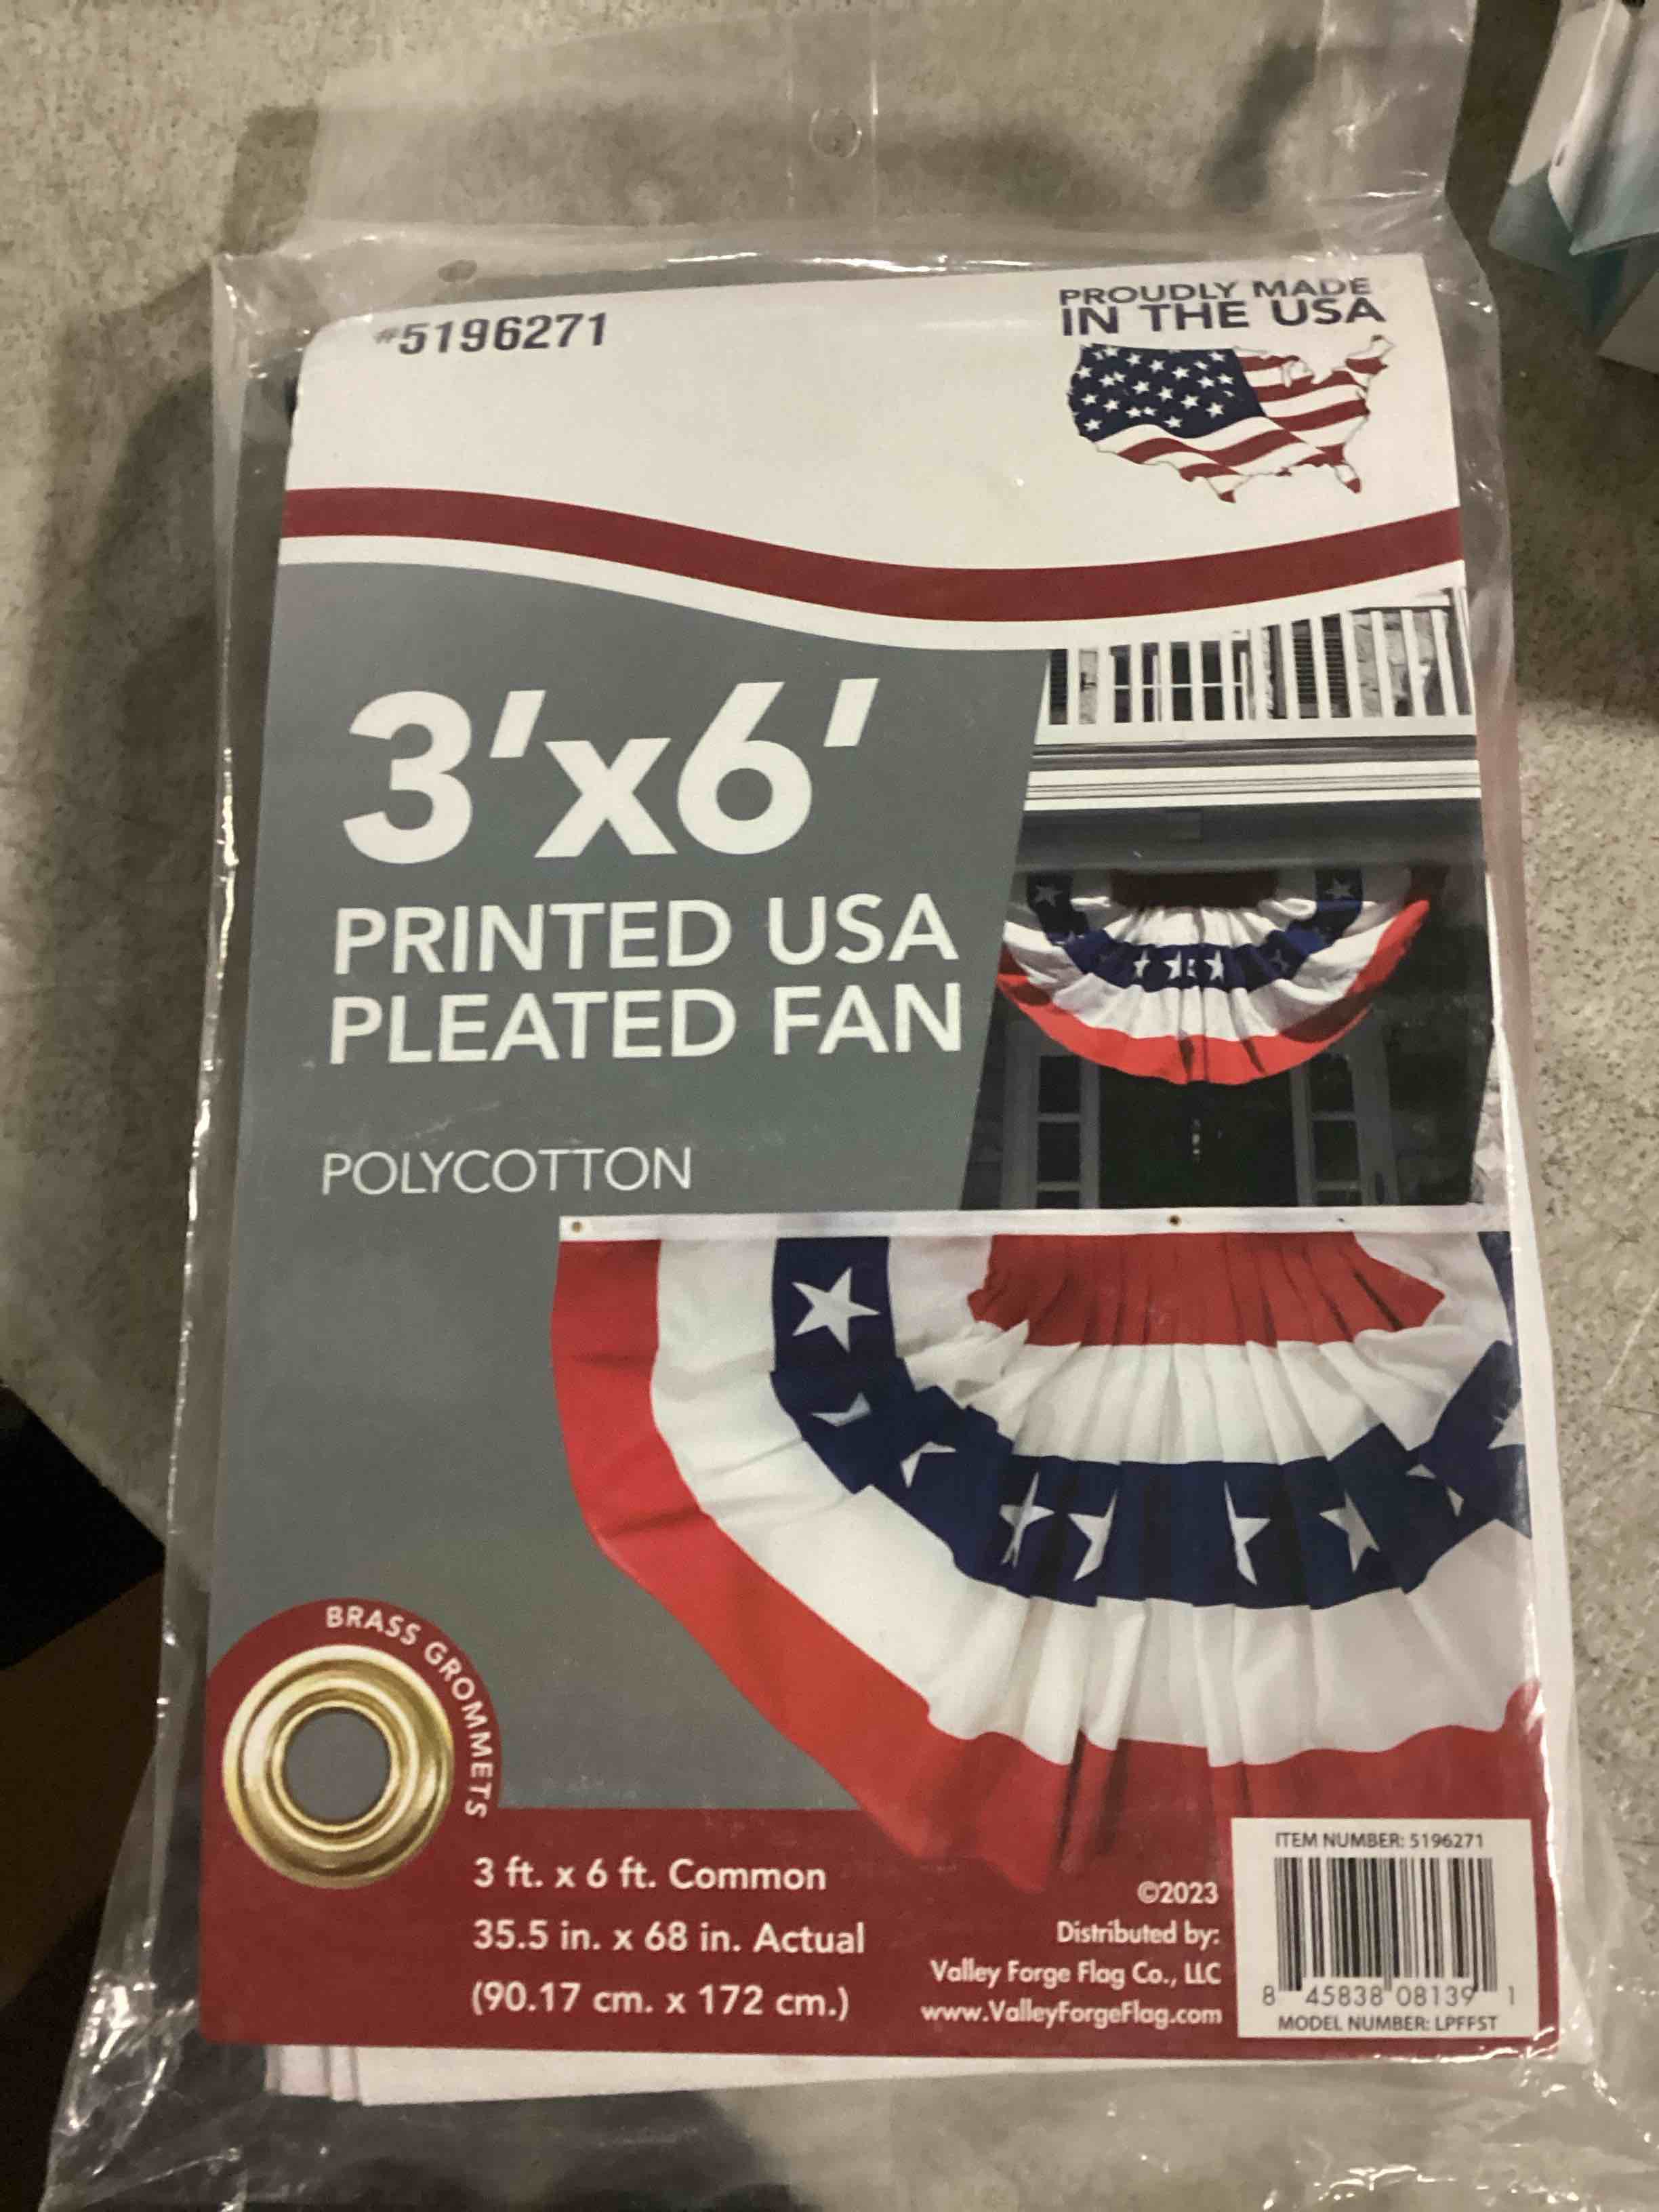 #5196271
PROUDLY MADE
IN THE USA
3'x6'
PRINTED USA
PLEATED FAN
POLYCOTTON
BRASS GROMMETS
3 ft. x 6 ft. Common
35.5 in. x 68 in. Actual
(90.17 cm. x 172 cm.)
©2023
Distributed by:
Valley Forge Flag Co., LLC
www.ValleyForgeFlag.com
ITEM NUMBER: 5196271
8 45838 08139 1
MODEL NUMBER: LPFFST